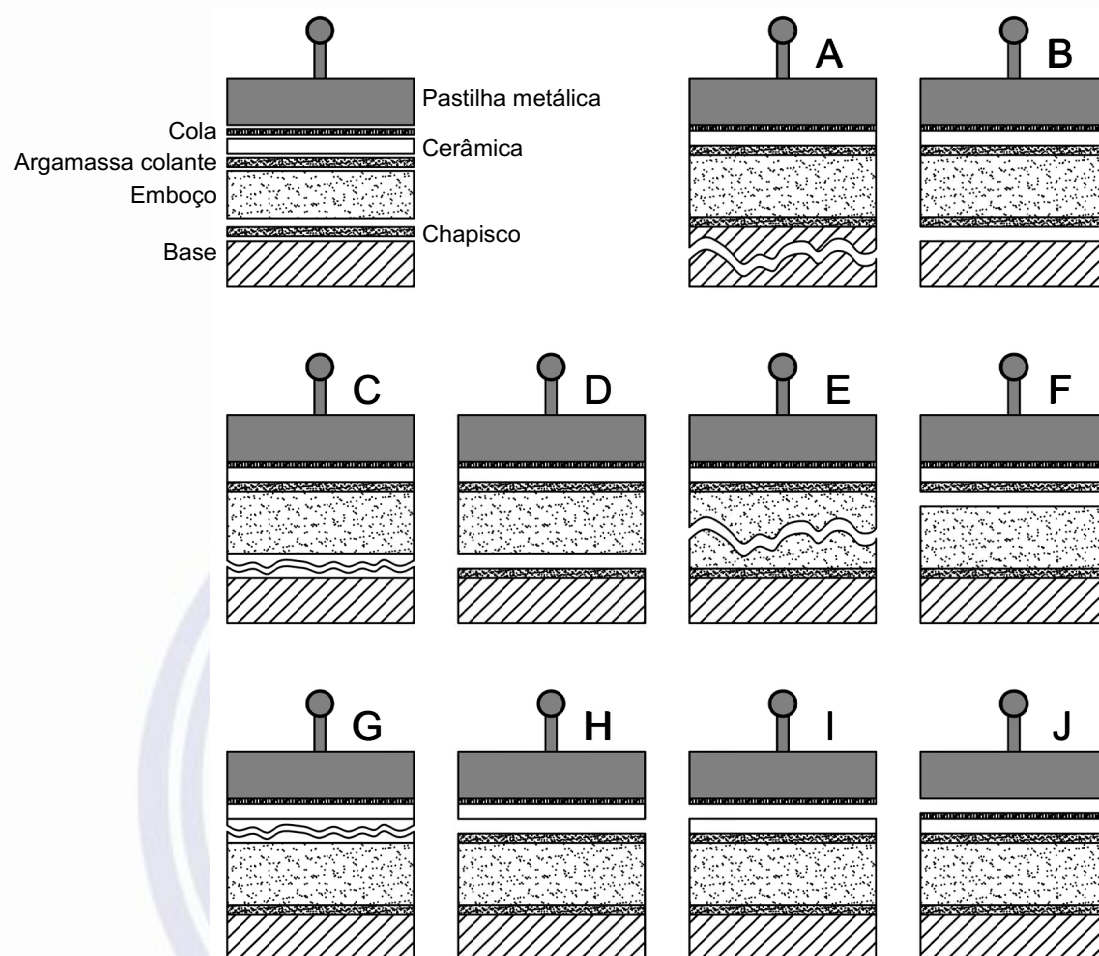 A
B
Pastilha metálica
Cola
Cerâmica
Argamassa colante
Emboço
Chapisco
Base
C
D
E
F
G
H
I
J